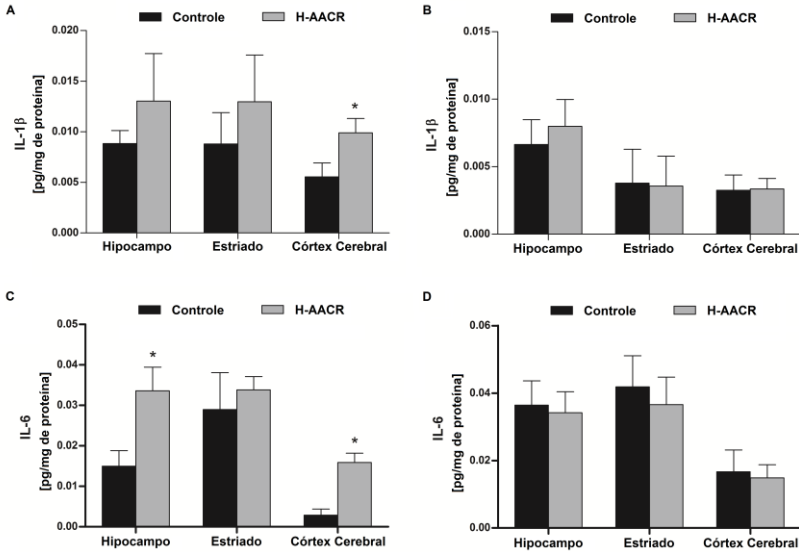 A
Controle
H-AACR
IL-1β
[pg/mg de proteína]
0.020
0.015
0.010
0.005
0.000
*
Hipocampo
Estriado
Córtex Cerebral
B
Controle
H-AACR
IL-1β
[pg/mg de proteína]
0.015
0.010
0.005
0.000
Hipocampo
Estriado
Córtex Cerebral
C
Controle
H-AACR
IL-6
[pg/mg de proteína]
0.05
0.04
0.03
0.02
0.01
0.00
*
*
Hipocampo
Estriado
Córtex Cerebral
D
Controle
H-AACR
IL-6
[pg/mg de proteína]
0.06
0.04
0.02
0.00
Hipocampo
Estriado
Córtex Cerebral